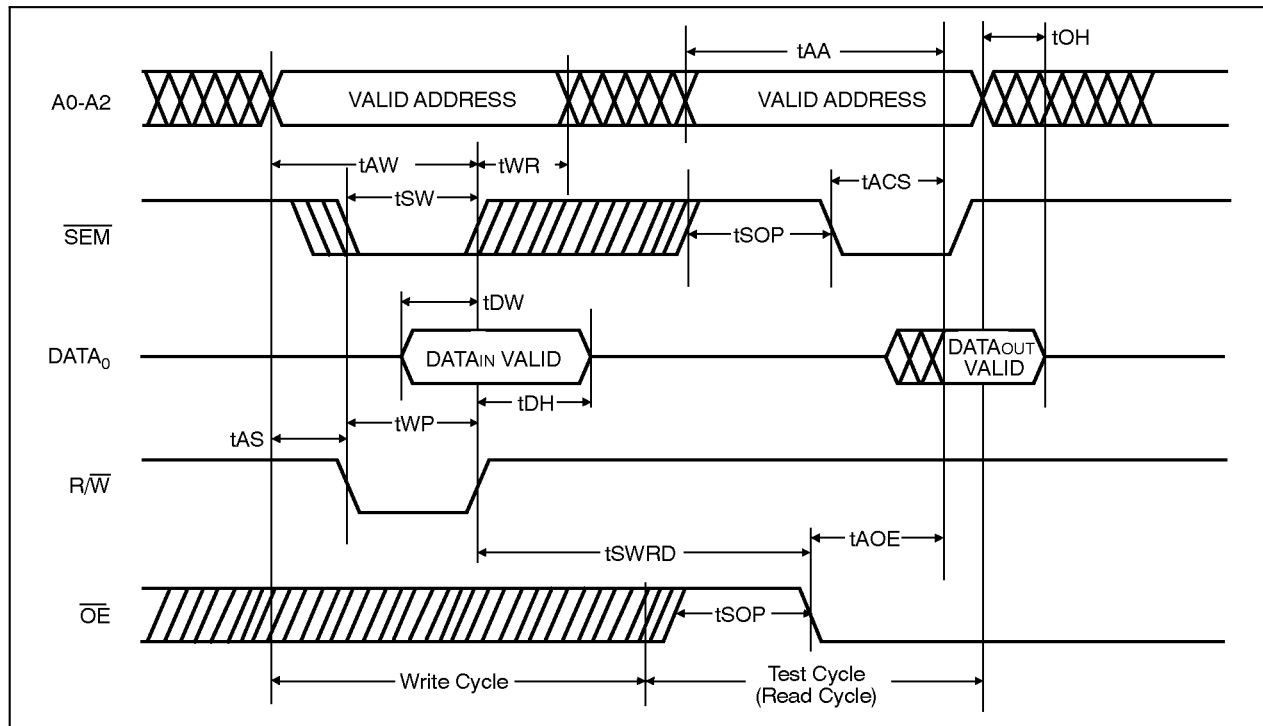 tAA
tOH
A0-A2
VALID ADDRESS
VALID ADDRESS
tAW
tWR
tACS
tSW
SEM
tSOP
tDW
DATA0
DATAIN VALID
DATAOUT
VALID
tDH
tWP
tAS
R/W
tSWRD
tAOE
OE
tSOP
Write Cycle
Test Cycle
(Read Cycle)